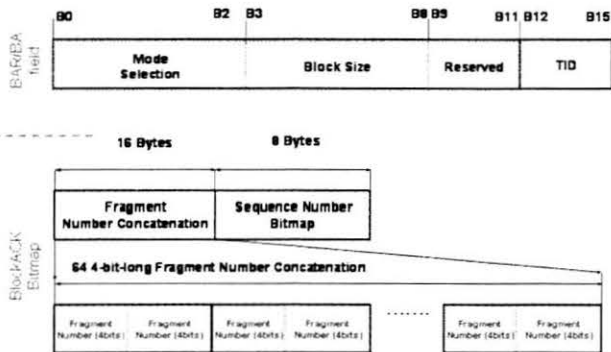 B0 B2 B3 B8 B9 B11 B12 B15
BAR/BA
field
Mode
Selection
Block Size
Reserved
TID
16 Bytes
8 Bytes
BlockACK
Bitmap
Fragment
Number Concatenation
Sequence Number
Bitmap
64 4-bit-long Fragment Number Concatenation
Fragment
Number (4bits)
Fragment
Number (4bits)
Fragment
Number (4bits)
Fragment
Number (4bits)
........
Fragment
Number (4bits)
Fragment
Number (4bits)